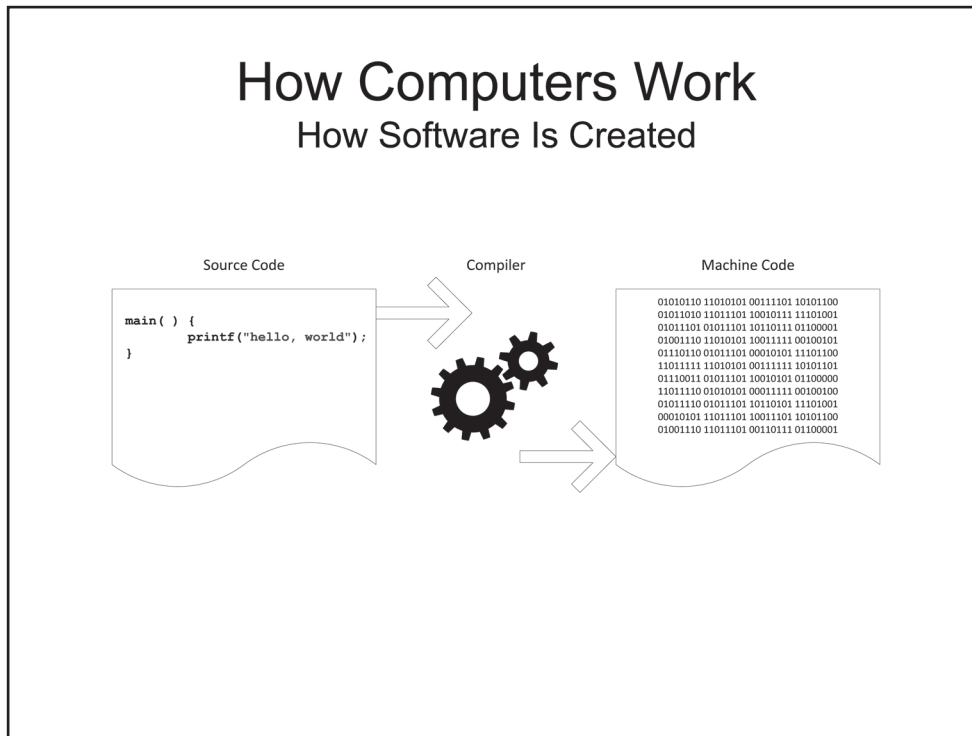 How Computers Work
How Software Is Created
Source Code
Compiler
Machine Code
main( ) {
printf("hello, world");
}
01010110 11010101 00111101 10101100
01011010 11011101 10010111 11101001
01011101 01011101 10110111 01100001
01001110 11010101 10011111 00100101
01110110 01011101 00010101 11101100
11011111 11010101 00111111 10101101
01110011 01011101 10010101 01100000
11011110 01010101 00011111 00100100
01011110 01011101 10110101 11101001
00010101 11011101 10011101 10101100
01001110 11011101 00110111 01100001